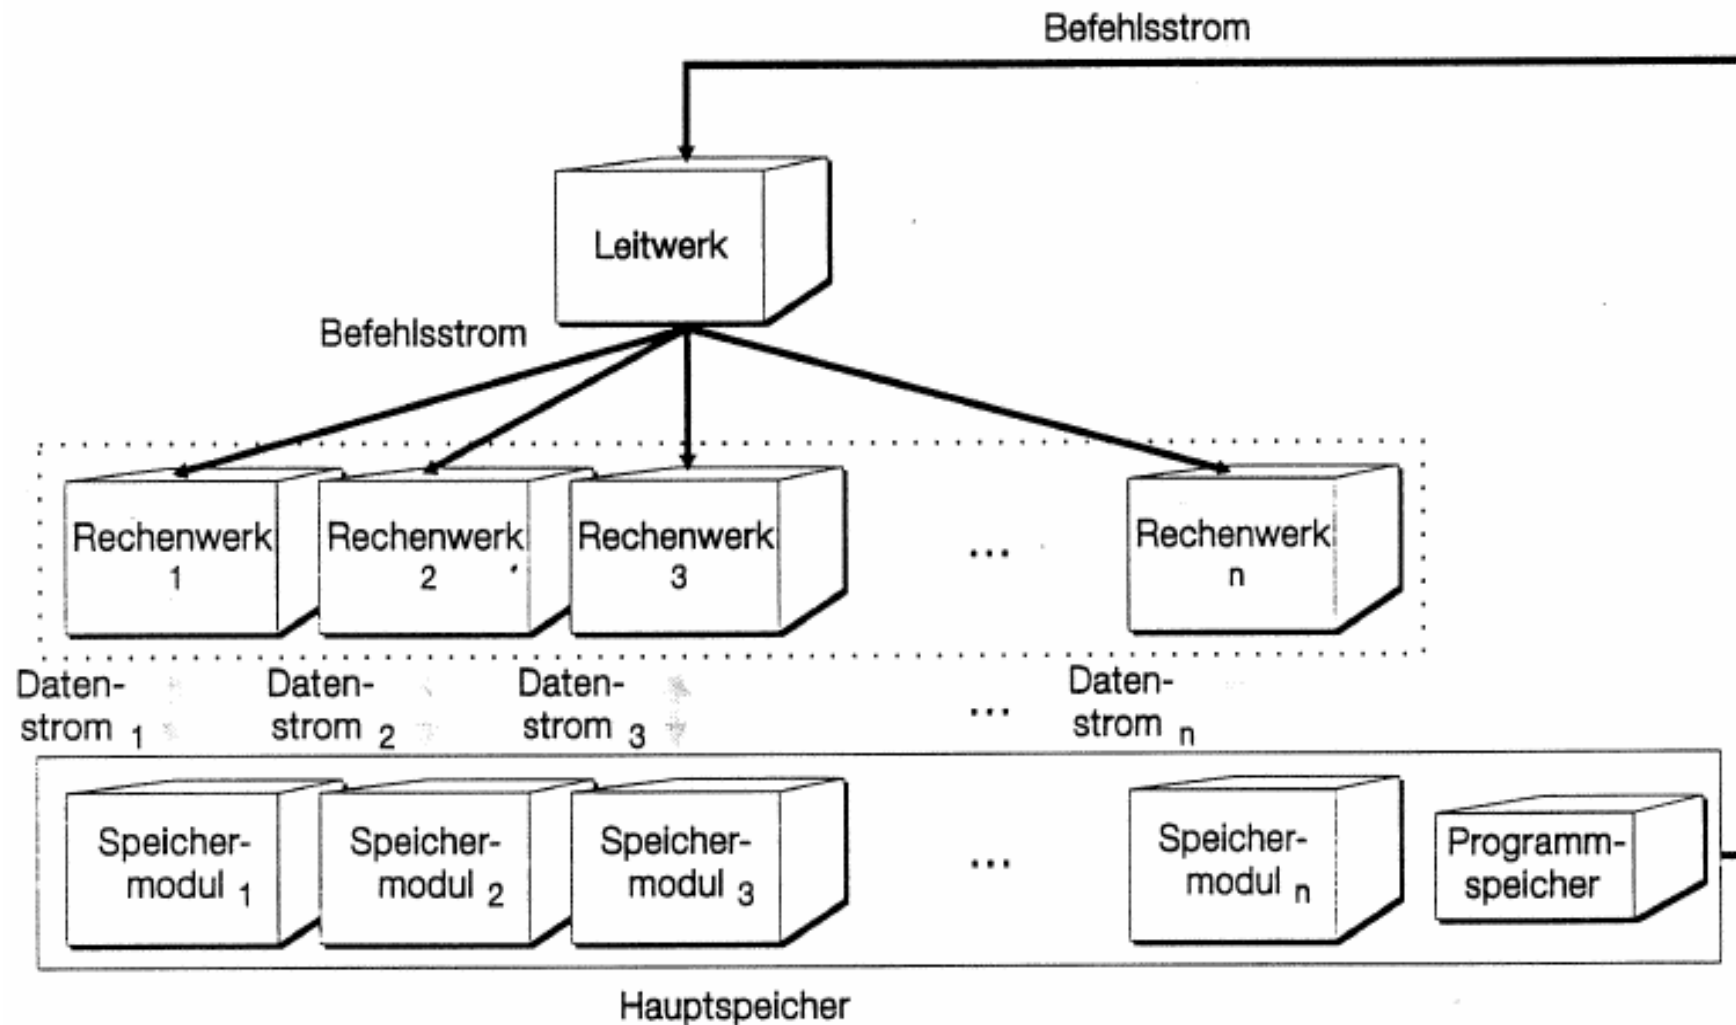 Befehlsstrom
Leitwerk
Befehlsstrom
Rechenwerk
1
Rechenwerk
2
Rechenwerk
3
...
Rechenwerk
n
Daten-
strom 1
Daten-
strom 2
Daten-
strom 3
...
Daten-
strom n
Speicher-
modul 1
Speicher-
modul 2
Speicher-
modul 3
...
Speicher-
modul n
Programm-
speicher
Hauptspeicher